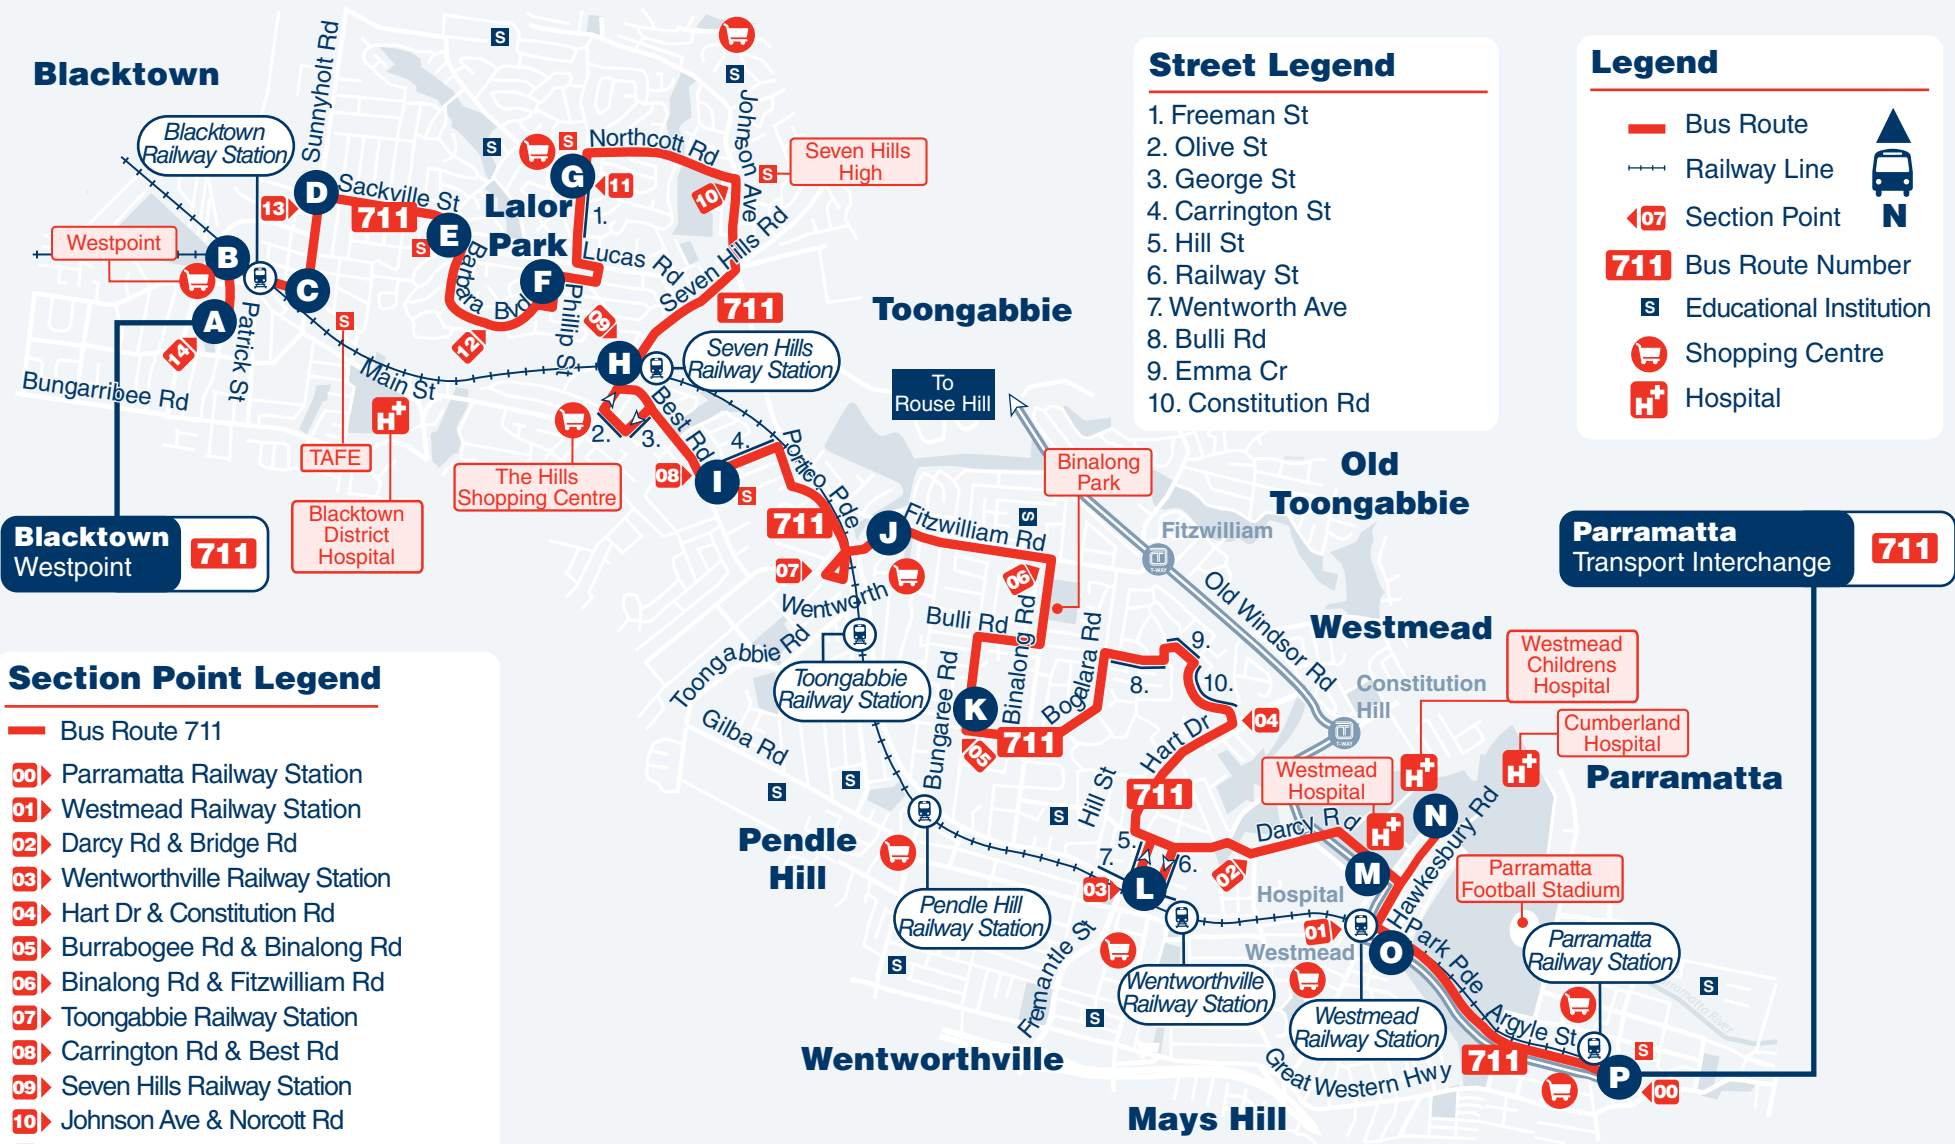 Blacktown
Sunnyholt Rd
Blacktown
Railway Station
Westpoint
13
D
Sackville St
711
E
B
C
A
14
Patrick St
Bungarribee Rd
Main St
TAFE
Blacktown
District
Hospital
Blacktown
Westpoint
711
Barbara Bvd
12
Lalor
Park
F
G
11
1.
Northcott Rd
Johnson Ave
10
Seven Hills
High
Lucas Rd
Seven Hills Rd
711
Phillip St
09
H
Seven Hills
Railway Station
Best Rd
2.
3.
4.
The Hills
Shopping Centre
08
I
Portico Pde
711
07
J
Fitzwilliam Rd
Toongabbie
To
Rouse Hill
Binalong
Park
06
Wentworth
Toongabbie Rd
Toongabbie
Railway Station
Gilba Rd
Bulli Rd
Binalong Rd
Bungaree Rd
K
05
711
Bogalara Rd
8.
9.
10.
04
Hart Dr
Hill St
711
5.
7.
6.
03
L
02
Darcy Rd
Old
Toongabbie
Fitzwilliam
T-WAY
Old Windsor Rd
Westmead
Constitution
Hill
T-WAY
Westmead
Childrens
Hospital
Cumberland
Hospital
Westmead
Hospital
Parramatta
N
M
Hawkesbury Rd
Hospital
Westmead
01
O
Park Pde
Parramatta
Football Stadium
Parramatta
Railway Station
Parramatta River
Argyle St
711
P
00
Great Western Hwy
Mays Hill
Westmead
Railway Station
Wentworthville
Railway Station
Fremantle St
Wentworthville
Pendle
Hill
Pendle Hill
Railway Station
Parramatta
Transport Interchange
711
Street Legend
1. Freeman St
2. Olive St
3. George St
4. Carrington St
5. Hill St
6. Railway St
7. Wentworth Ave
8. Bulli Rd
9. Emma Cr
10. Constitution Rd
Legend
Bus Route
Railway Line
07 Section Point
N
711 Bus Route Number
S Educational Institution
Shopping Centre
H Hospital
Section Point Legend
Bus Route 711
00 Parramatta Railway Station
01 Westmead Railway Station
02 Darcy Rd & Bridge Rd
03 Wentworthville Railway Station
04 Hart Dr & Constitution Rd
05 Burrabogee Rd & Binalong Rd
06 Binalong Rd & Fitzwilliam Rd
07 Toongabbie Railway Station
08 Carrington Rd & Best Rd
09 Seven Hills Railway Station
10 Johnson Ave & Norcott Rd